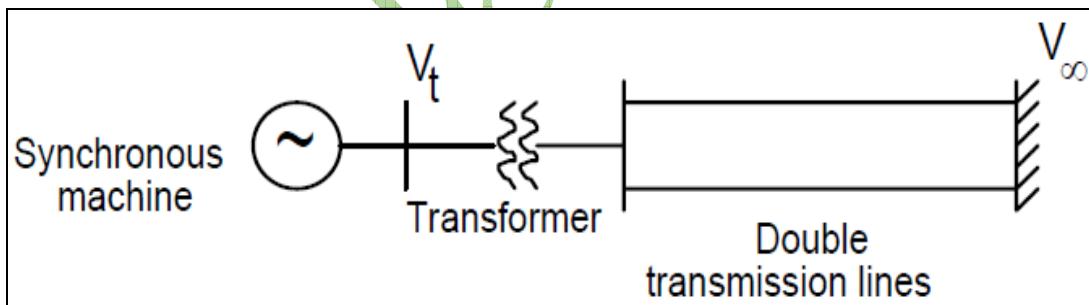 V∞
Vt
~
Synchronous
machine
Transformer
Double
transmission lines